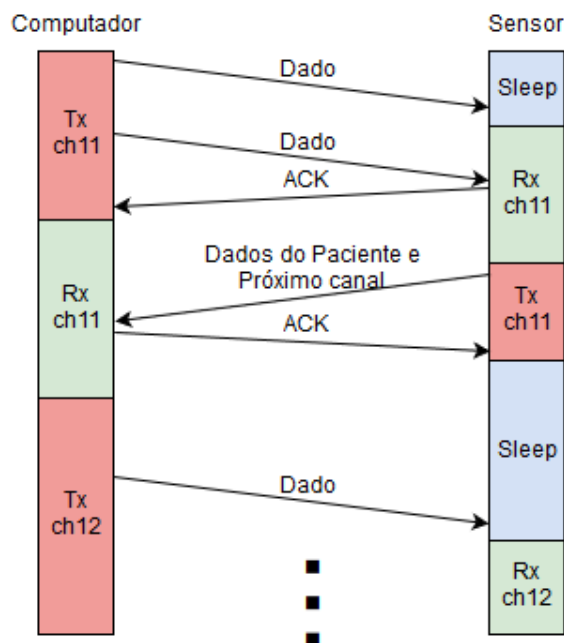 Computador
Sensor
Dado
Sleep
Tx
ch11
Dado
ACK
Rx
ch11
Dados do Paciente e
Próximo canal
Rx
ch11
Tx
ch11
ACK
Sleep
Dado
Tx
ch12
Rx
ch12